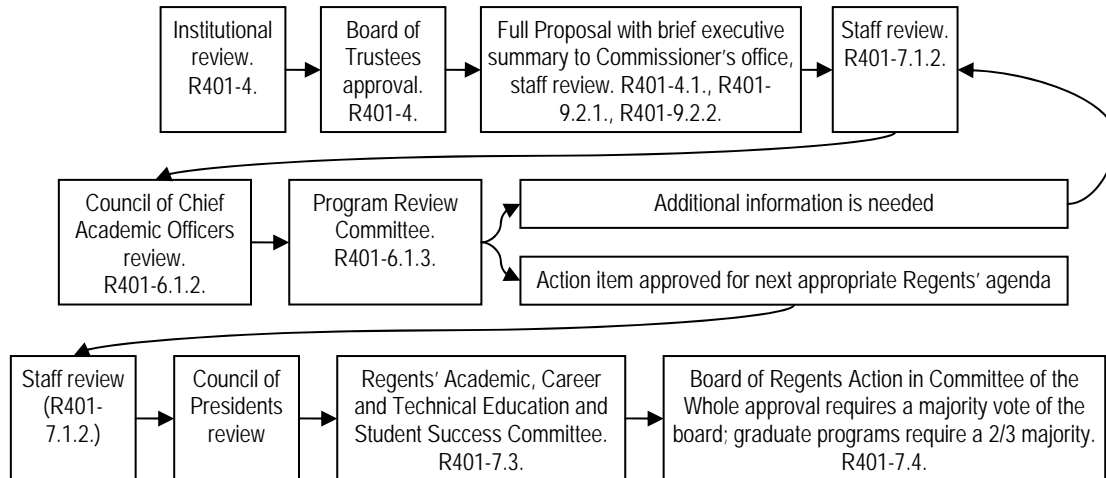 Institutional
review.
R401-4.
Board of
Trustees
approval.
R401-4.
Full Proposal with brief executive
summary to Commissioner's office,
staff review. R401-4.1., R401-
9.2.1., R401-9.2.2.
Staff review.
R401-7.1.2.
Council of Chief
Academic Officers
review.
R401-6.1.2.
Program Review
Committee.
R401-6.1.3.
Additional information is needed
Action item approved for next appropriate Regents' agenda
Staff review
(R401-
7.1.2.)
Council of
Presidents
review
Regents' Academic, Career
and Technical Education and
Student Success Committee.
R401-7.3.
Board of Regents Action in Committee of the
Whole approval requires a majority vote of the
board; graduate programs require a 2/3 majority.
R401-7.4.